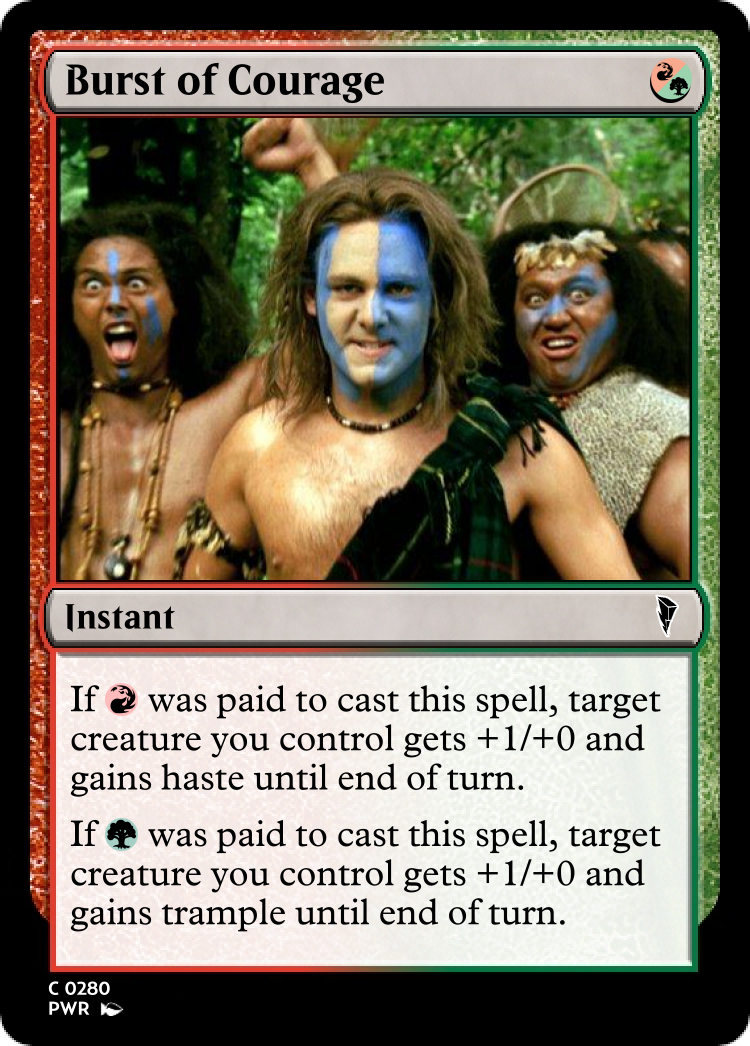 Burst of Courage
Instant
If was paid to cast this spell, target
creature you control gets +1/+0 and
gains haste until end of turn.
If was paid to cast this spell, target
creature you control gets +1/+0 and
gains trample until end of turn.
C 0280
PWR